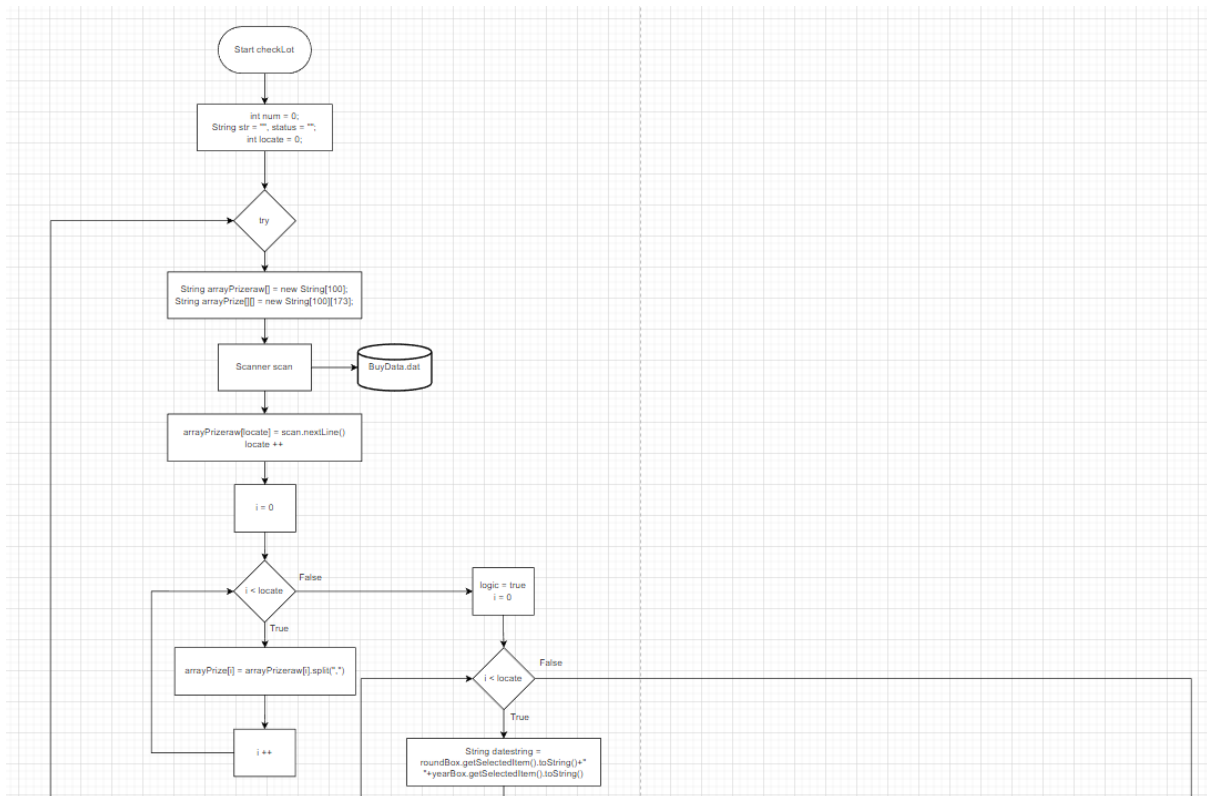 Start checkLot
int num = 0;
String str = "", status = "";
int locate = 0;
try
String arrayPrizeraw[] = new String[100];
String arrayPrize[][] = new String[100][173];
Scanner scan
BuyData.dat
arrayPrizeraw[locate] = scan.nextLine()
locate ++
i = 0
i < locate
False
True
arrayPrize[i] = arrayPrizeraw[i].split(",")
i ++
logic = true
i = 0
i < locate
False
True
String datestring =
roundBox.getSelectedItem().toString()+"
"+yearBox.getSelectedItem().toString()